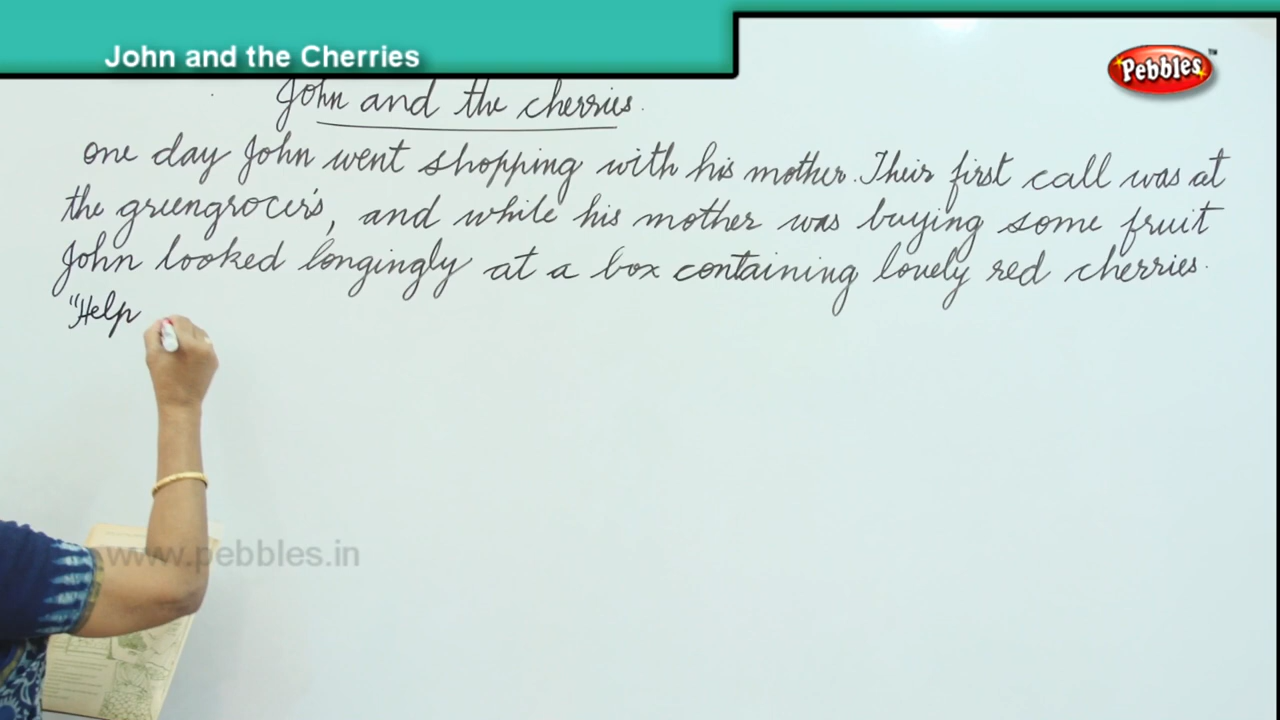 John and the Cherries
Pebbles™
John and the cherries.
one day John went shopping with his mother. Their first call was at
the greengrocer's, and while his mother was buying some fruit
John looked longingly at a box containing lovely red cherries.
"Help
www.pebbles.in